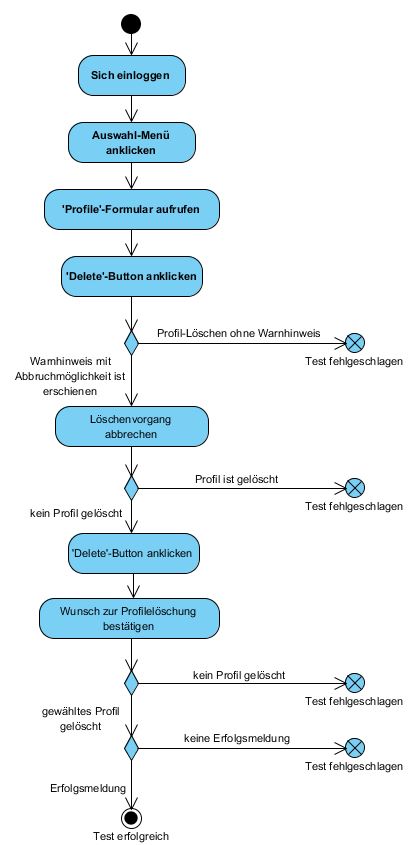 Sich einloggen
Auswahl-Menü
anklicken
'Profile'-Formular aufrufen
'Delete'-Button anklicken
Profil-Löschen ohne Warnhinweis
Test fehlgeschlagen
Warnhinweis mit
Abbruchmöglichkeit ist
erschienen
Löschenvorgang
abbrechen
Profil ist gelöscht
Test fehlgeschlagen
kein Profil gelöscht
'Delete'-Button anklicken
Wunsch zur Profilelöschung
bestätigen
kein Profil gelöscht
Test fehlgeschlagen
gewähltes Profil
gelöscht
keine Erfolgsmeldung
Test fehlgeschlagen
Erfolgsmeldung
Test erfolgreich